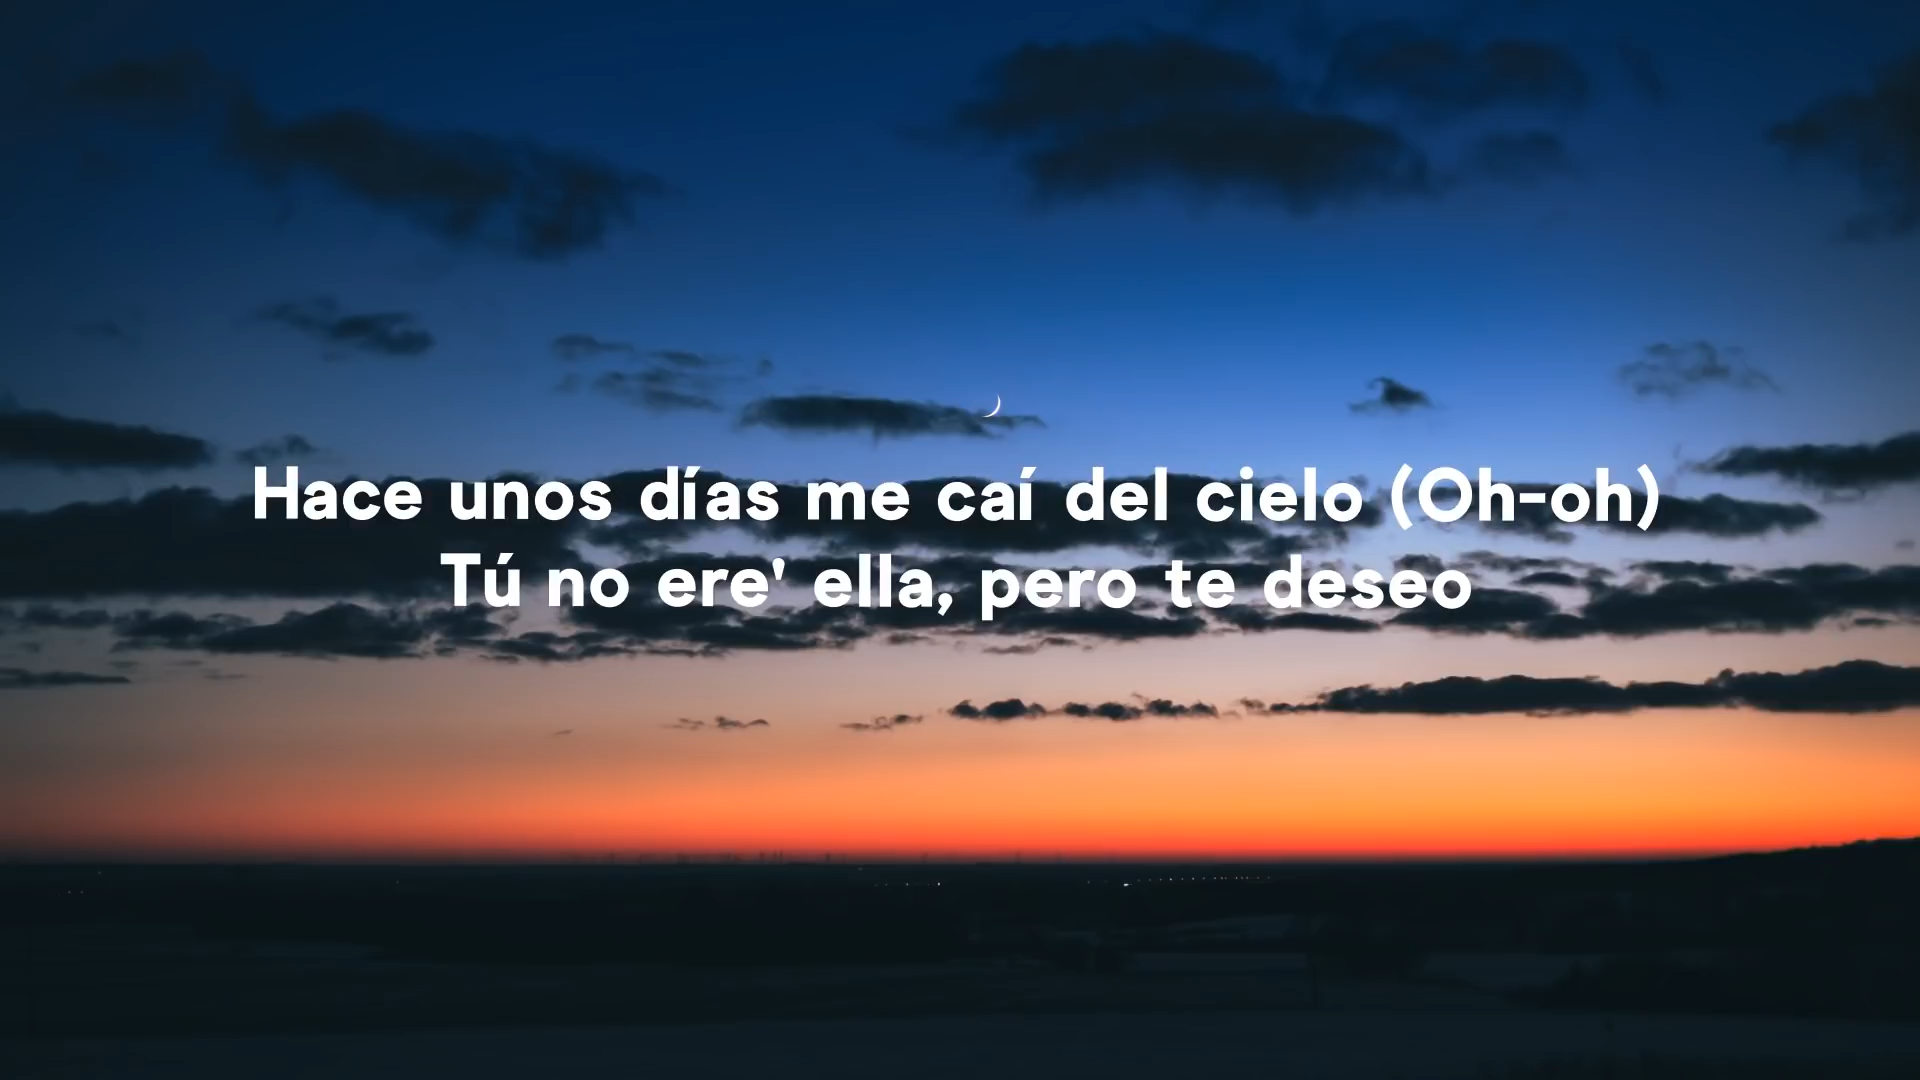 Hace unos días me caí del cielo (Oh-oh)
Tú no ere' ella, pero te deseo